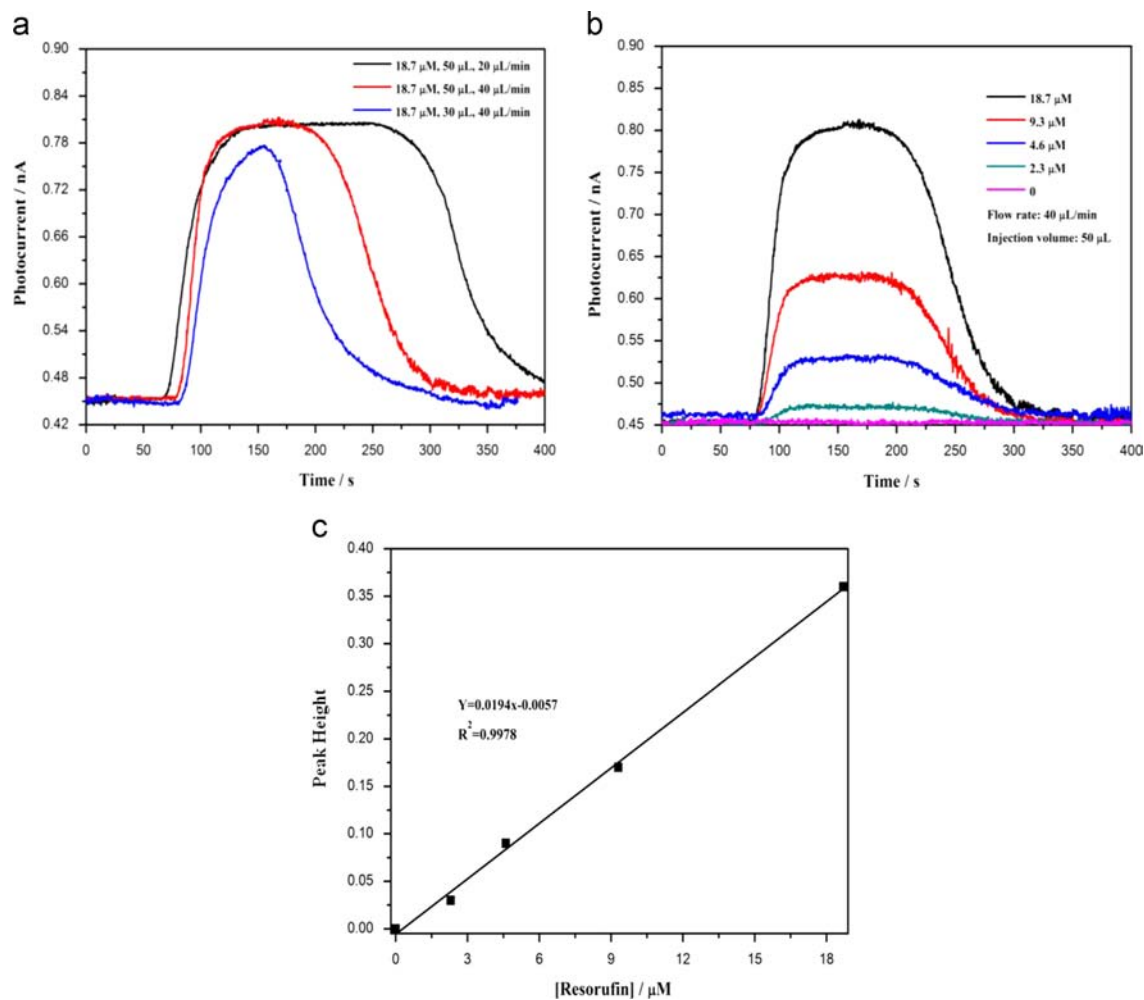 a
0.90
0.84
0.78
0.72
0.66
0.60
0.54
0.48
0.42
0
50
100
150
200
250
300
350
400
Photocurrent / nA
Time / s
18.7 μM, 50 μL, 20 μL/min
18.7 μM, 50 μL, 40 μL/min
18.7 μM, 30 μL, 40 μL/min
b
0.90
0.85
0.80
0.75
0.70
0.65
0.60
0.55
0.50
0.45
0
50
100
150
200
250
300
350
400
Photocurrent / nA
Time / s
18.7 μM
9.3 μM
4.6 μM
2.3 μM
0
Flow rate: 40 μL/min
Injection volume: 50 μL
c
0.40
0.35
0.30
0.25
0.20
0.15
0.10
0.05
0.00
0
3
6
9
12
15
18
Peak Height
[Resorufin] / μM
Y=0.0194x-0.0057
R²=0.9978